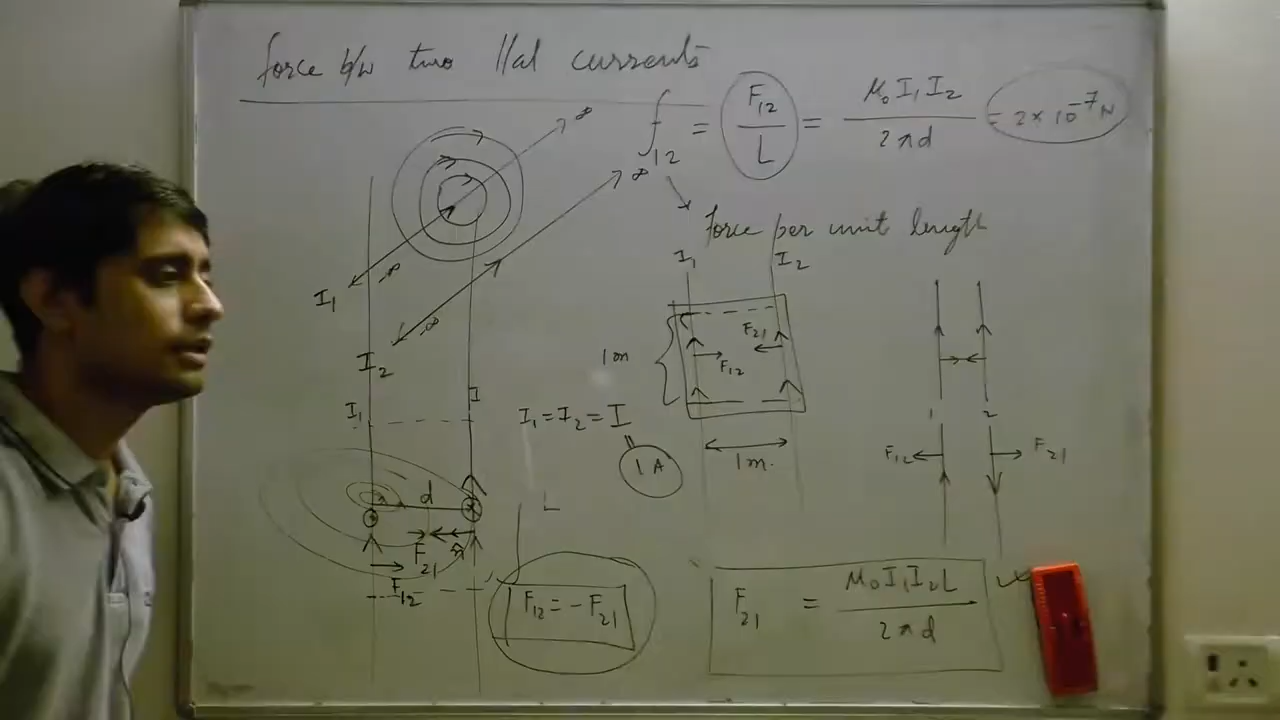 force b/w two llal currents
f12 = F12/L = μ0 I1 I2 / 2πd = 2 × 10^-7 N
Force per unit length
∞
∞
-∞
-∞
I1
I2
I1 I2
1m
F21
F12
1m.
I1
I
I1 = I2 = I
1 A
d
L
F21
F12
F12 = -F21
1 2
F12
F21
F21 = μ0 I1 I2 L / 2πd